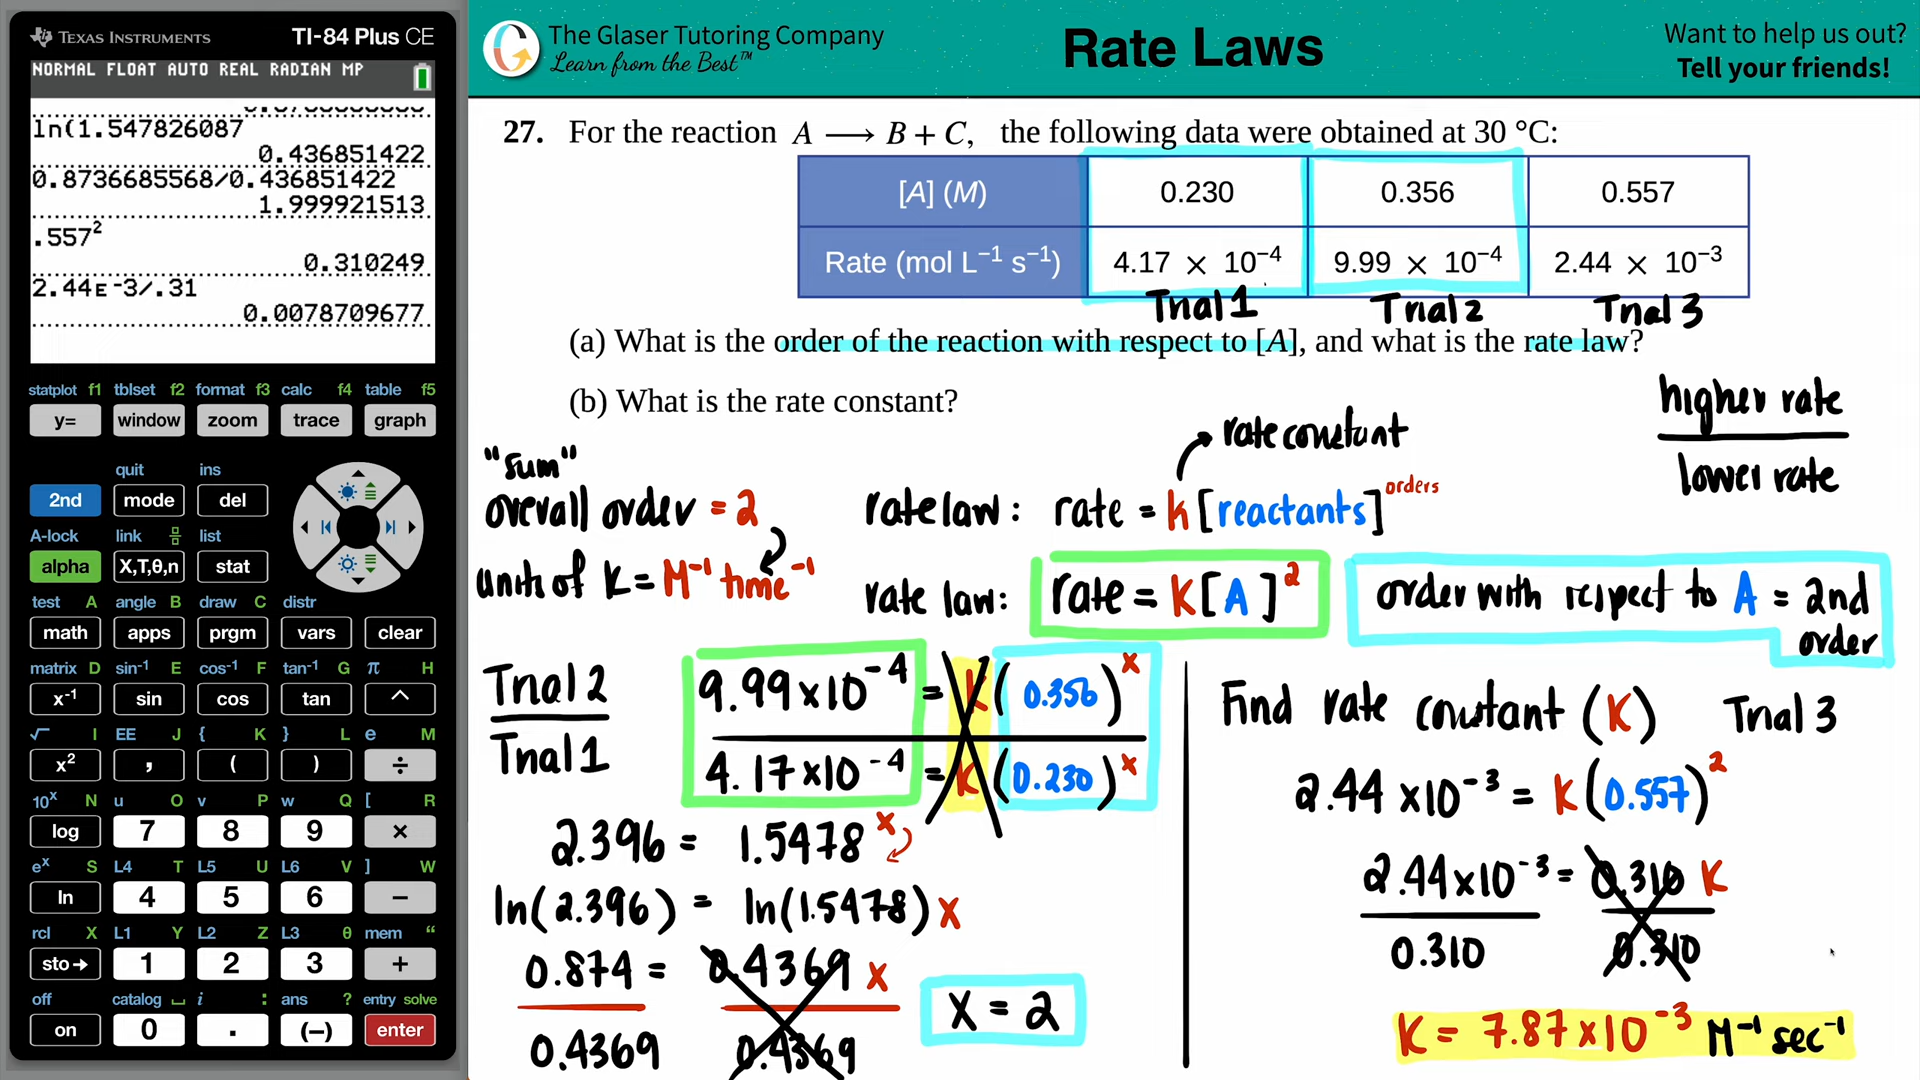 TEXAS INSTRUMENTS TI-84 Plus CE
NORMAL FLOAT AUTO REAL RADIAN MP
ln(1.547826087
0.436851422
0.8736685568/0.436851422
1.999921513
.557²
0.310249
2.44E-3/.31
0.0078709677
statplot f1 tblset f2 format f3 calc f4 table f5
y= window zoom trace graph
quit ins
2nd mode del
A-lock link list
alpha X,T,θ,n stat
test A angle B draw C distr
math apps prgm vars clear
matrix D sin⁻¹ E cos⁻¹ F tan⁻¹ G π H
x⁻¹ sin cos tan ^
√ I EE J { K } L e M
x² , ( ) ÷
10ˣ N u O v P w Q [ R
log 7 8 9 ×
eˣ S L4 T L5 U L6 V ] W
ln 4 5 6 −
rcl X L1 Y L2 Z L3 θ mem “
sto→ 1 2 3 +
off catalog ⎵ i : ans ? entry solve
on 0 . (−) enter
The Glaser Tutoring Company
Learn from the Best™
Rate Laws
Want to help us out?
Tell your friends!
27. For the reaction A ⟶ B + C, the following data were obtained at 30 °C:
[A] (M) 0.230 0.356 0.557
Rate (mol L⁻¹ s⁻¹) 4.17 × 10⁻⁴ 9.99 × 10⁻⁴ 2.44 × 10⁻³
Trial 1 Trial 2 Trial 3
(a) What is the order of the reaction with respect to [A], and what is the rate law?
(b) What is the rate constant?
higher rate
lower rate
rate constant
"sum"
overall order = 2
units of K = M⁻¹ time⁻¹
rate law: rate = k[reactants]ᵒʳᵈᵉʳˢ
rate law: rate = K[A]²
order with respect to A = 2nd
order
Trial 2
Trial 1
9.99x10⁻⁴ = K(0.356)ˣ
4.17x10⁻⁴ = K(0.230)ˣ
2.396 = 1.5478ˣ
ln(2.396) = ln(1.5478)x
0.874 = 0.4369 x
0.4369 0.4369
x = 2
Find rate constant (K) Trial 3
2.44 x10⁻³ = K(0.557)²
2.44x10⁻³ = 0.310 K
0.310 0.310
K = 7.87x10⁻³ M⁻¹ sec⁻¹